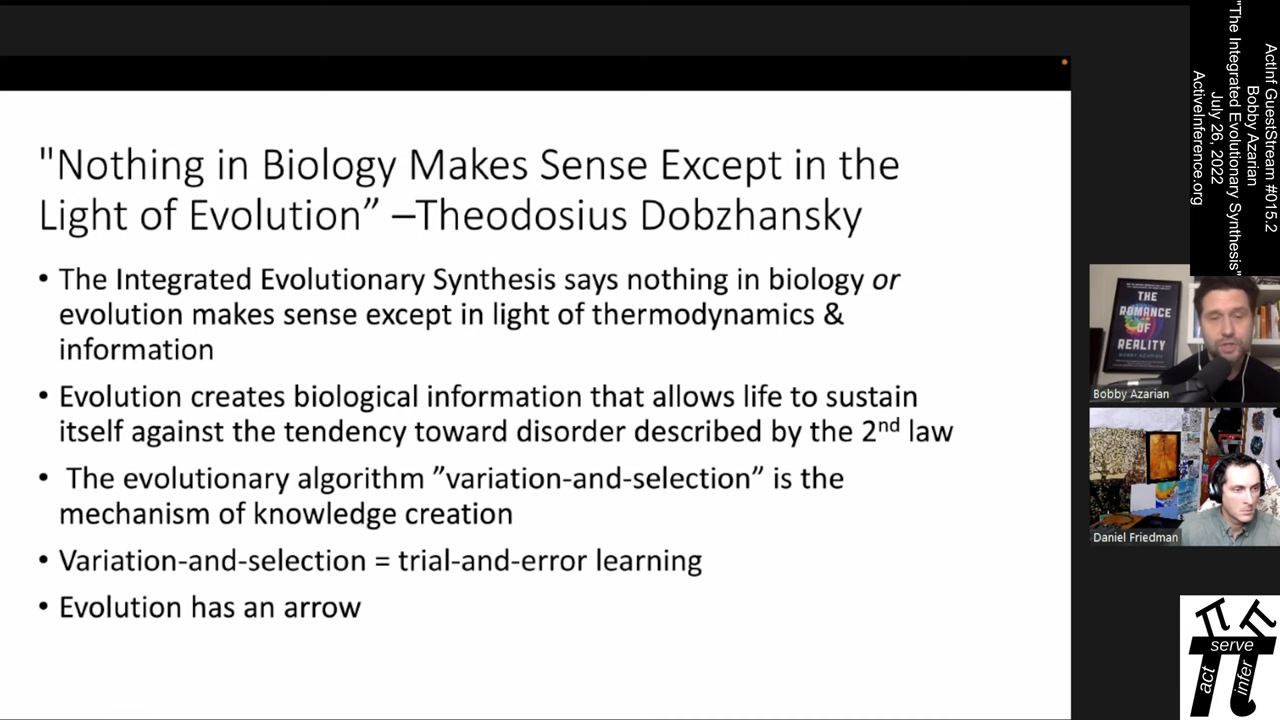 "Nothing in Biology Makes Sense Except in the
Light of Evolution” –Theodosius Dobzhansky
• The Integrated Evolutionary Synthesis says nothing in biology or
evolution makes sense except in light of thermodynamics &
information
• Evolution creates biological information that allows life to sustain
itself against the tendency toward disorder described by the 2nd law
• The evolutionary algorithm ”variation-and-selection” is the
mechanism of knowledge creation
• Variation-and-selection = trial-and-error learning
• Evolution has an arrow
ActInf GuestStream #015.2
Bobby Azarian
"The Integrated Evolutionary Synthesis"
July 26, 2022
ActiveInference.org
THE
ROMANCE
OF
REALITY
BOBBY AZARIAN
Bobby Azarian
Daniel Friedman
serve
act
infer